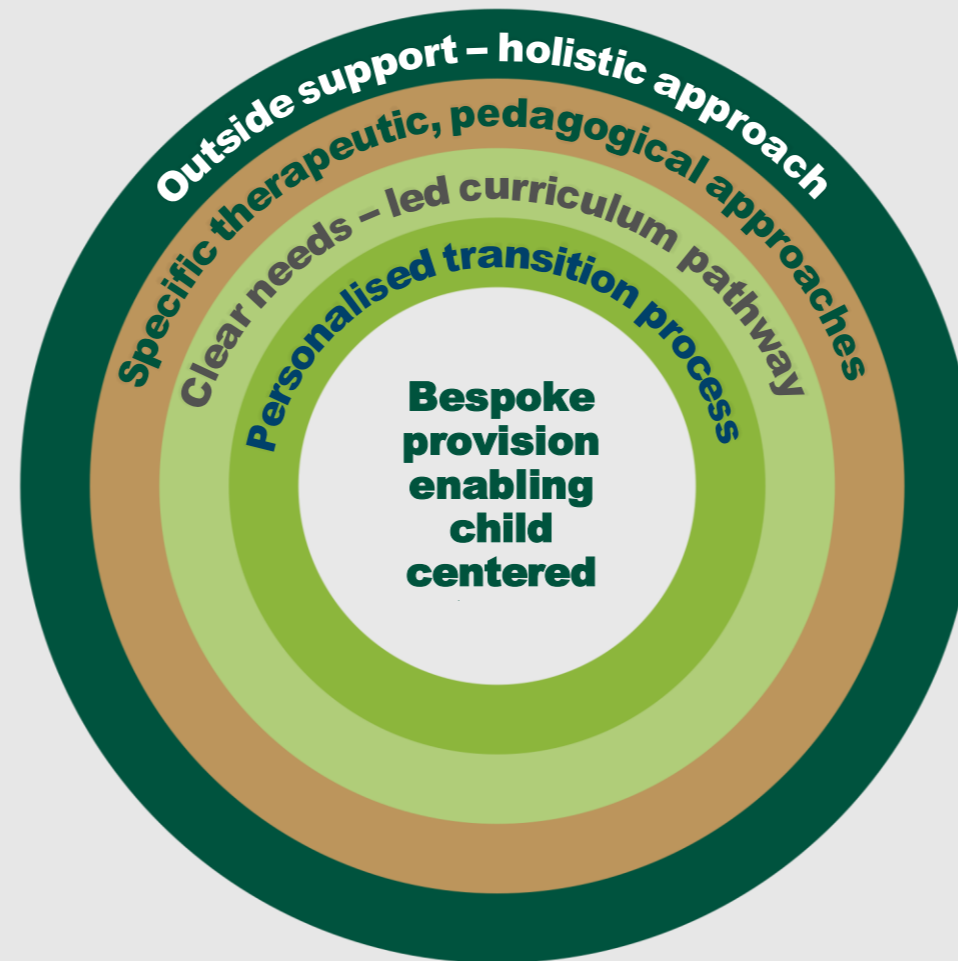 Outside support – holistic approach
Specific therapeutic, pedagogical approaches
Clear needs – led curriculum pathway
Personalised transition process
Bespoke
provision
enabling
child
centered